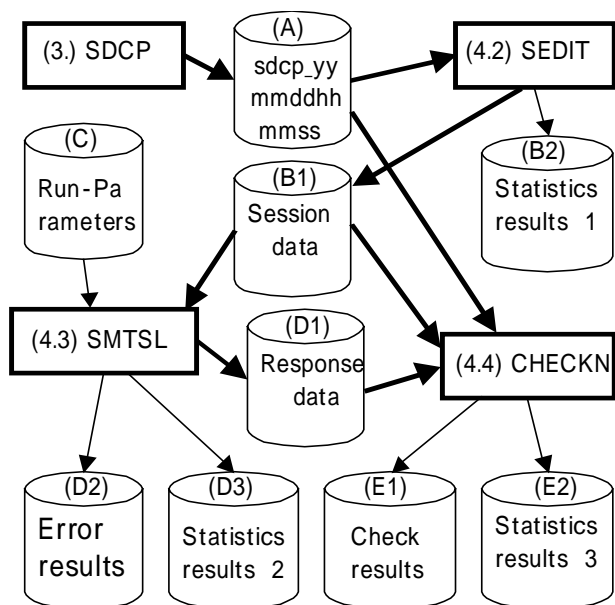 (3.) SDCP
(A)
sdcp_yy
mmddhh
mmss
(4.2) SEDIT
(C)
Run-Pa
rameters
(B1)
Session
data
(B2)
Statistics
results 1
(4.3) SMTSL
(D1)
Response
data
(4.4) CHECKN
(D2)
Error
results
(D3)
Statistics
results 2
(E1)
Check
results
(E2)
Statistics
results 3